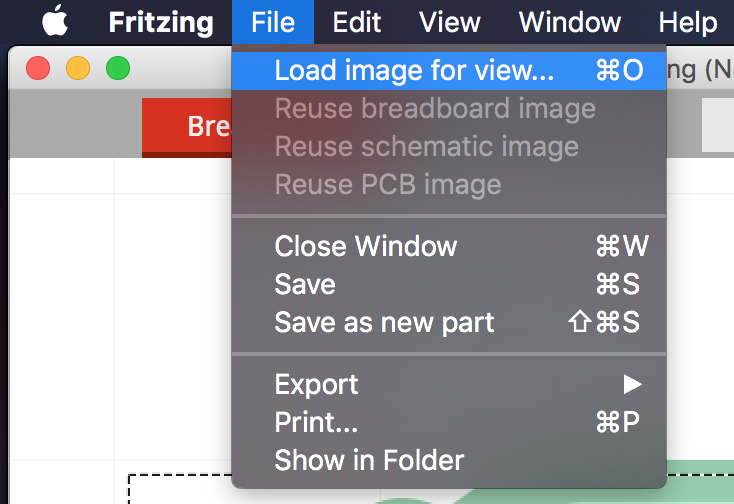 Fritzing File Edit View Window Help
Load image for view... ⌘O
Reuse breadboard image
Reuse schematic image
Reuse PCB image
Close Window ⌘W
Save ⌘S
Save as new part ⇧⌘S
Export ▶
Print... ⌘P
Show in Folder
Bre
ng (N